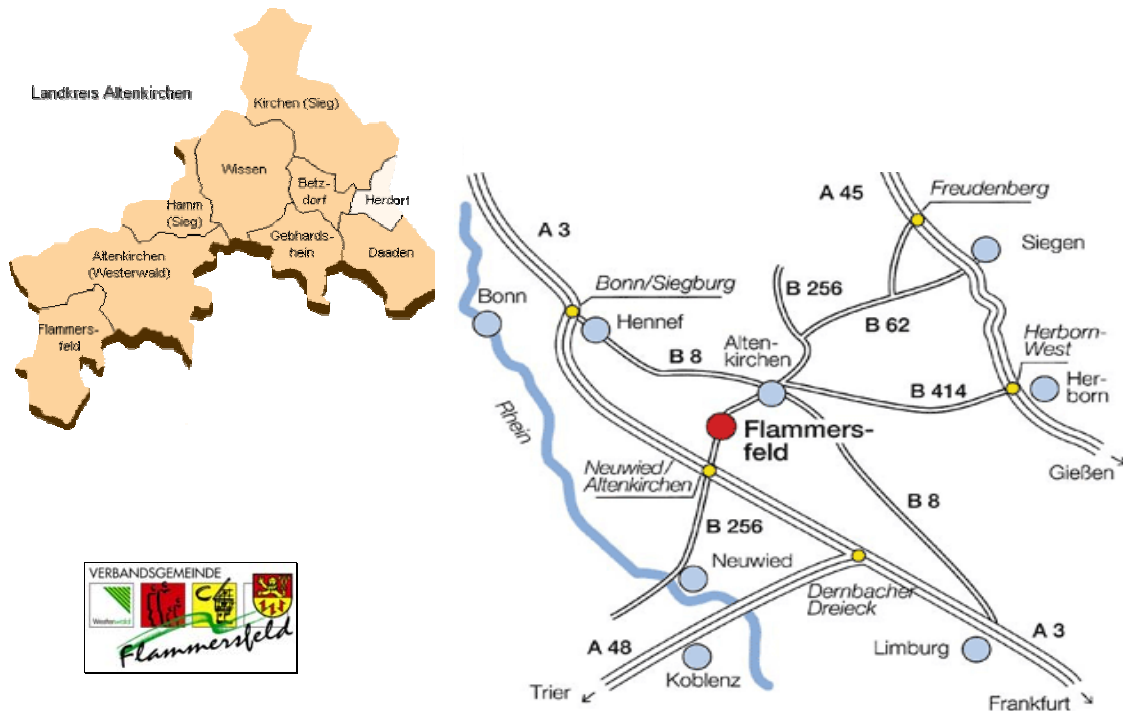 Landkreis Altenkirchen
Kirchen (Sieg)
Wissen
Betz-
dorf
Herdorf
Hamm
(Sieg)
Gebhards-
hein
Daaden
Altenkirchen
(Westerwald)
Flammers-
feld
A 3
A 45
Freudenberg
Siegen
Bonn
Bonn/Siegburg
Hennef
B 256
B 62
Alten-
kirchen
B 8
Herborn-
West
B 414
Her-
born
Rhein
Flammers-
feld
Gießen
Neuwied/
Altenkirchen
B 8
B 256
Neuwied
Dernbacher
Dreieck
A 48
A 3
Koblenz
Limburg
Trier
Frankfurt
VERBANDSGEMEINDE
Westerwald
Flammersfeld